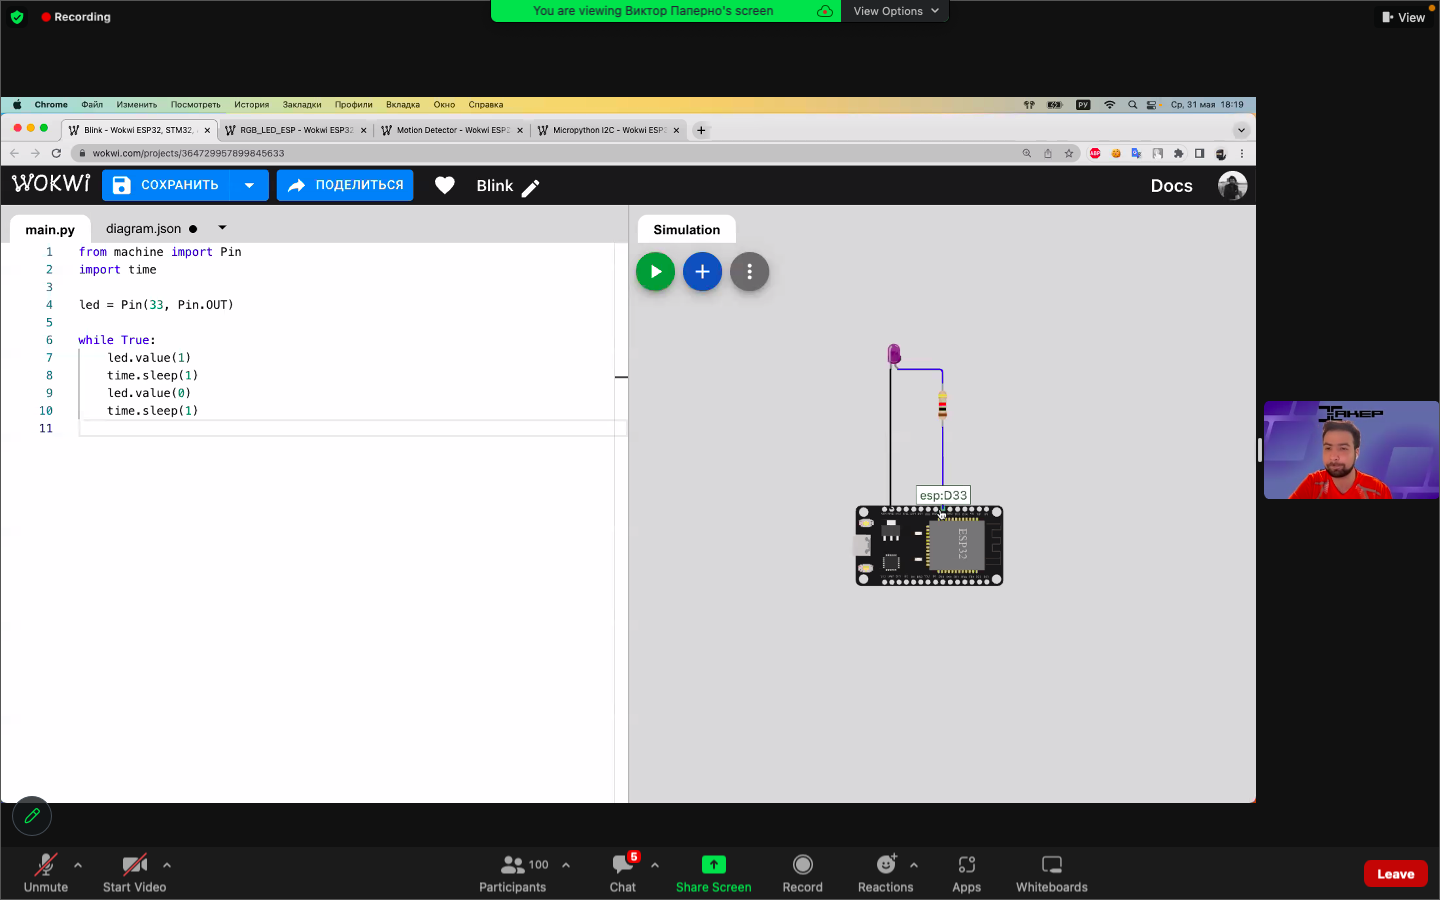 Recording
You are viewing Виктор Паперно's screen
View Options
View
Chrome Файл Изменить Посмотреть История Закладки Профили Вкладка Окно Справка
РУ
Ср, 31 мая 18:19
Blink - Wokwi ESP32, STM32,
RGB_LED_ESP - Wokwi ESP32
Motion Detector - Wokwi ESP
Micropython I2C - Wokwi ESP
wokwi.com/projects/364729957899845633
ABP
WOKWi
СОХРАНИТЬ
ПОДЕЛИТЬСЯ
Blink
Docs
main.py
diagram.json
Simulation
1 from machine import Pin
2 import time
3
4 led = Pin(33, Pin.OUT)
5
6 while True:
7 led.value(1)
8 time.sleep(1)
9 led.value(0)
10 time.sleep(1)
11
esp:D33
ESP32
ХАКЕР
Unmute
Start Video
Participants
100
Chat
5
Share Screen
Record
Reactions
Apps
Whiteboards
Leave